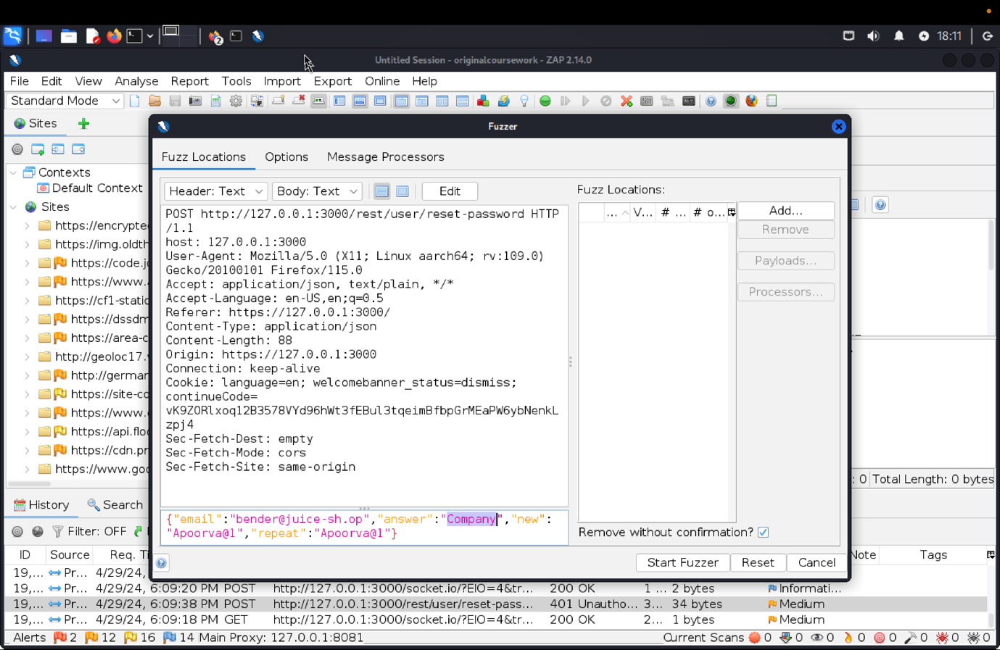 2
18:11
Untitled Session - originalcoursework - ZAP 2.14.0
File Edit View Analyse Report Tools Import Export Online Help
Standard Mode
Sites
Contexts
Default Context
Sites
https://encrypte
https://img.oldth
https://code.j
https://www.
https://cf1-static
https://dssdm
https://area-c
http://geoloc17.
http://german
https://site-co
https://www.
https://api.flo
https://cdn.pr
https://www.goo
Fuzzer
Fuzz Locations Options Message Processors
Header: Text Body: Text Edit
POST http://127.0.0.1:3000/rest/user/reset-password HTTP
/1.1
host: 127.0.0.1:3000
User-Agent: Mozilla/5.0 (X11; Linux aarch64; rv:109.0)
Gecko/20100101 Firefox/115.0
Accept: application/json, text/plain, */*
Accept-Language: en-US,en;q=0.5
Referer: https://127.0.0.1:3000/
Content-Type: application/json
Content-Length: 88
Origin: https://127.0.0.1:3000
Connection: keep-alive
Cookie: language=en; welcomebanner_status=dismiss;
continueCode=
vK9ZORlxoq12B3578VYd96hWt3fEBul3tqeimBfbpGrMEaPW6ybNenkL
zpj4
Sec-Fetch-Dest: empty
Sec-Fetch-Mode: cors
Sec-Fetch-Site: same-origin
{"email":"bender@juice-sh.op","answer":"Company","new":
"Apoorva@1","repeat":"Apoorva@1"}
Fuzz Locations:
... V... # ... # o...
Add...
Remove
Payloads...
Processors...
Remove without confirmation?
Start Fuzzer Reset Cancel
: 0 Total Length: 0 bytes
History Search
Filter: OFF
ID Source Req. Ti Note Tags
19,... Pr... 4/29/24,
19,... Pr... 4/29/24, 6:09:20 PM POST http://127.0.0.1:3000/socket.io/?EIO=4&tr... 200 OK 1 ... 2 bytes Informati...
19,... Pr... 4/29/24, 6:09:38 PM POST http://127.0.0.1:3000/rest/user/reset-pass... 401 Unautho... 3... 34 bytes Medium
19,... Pr... 4/29/24, 6:09:18 PM GET http://127.0.0.1:3000/socket.io/?EIO=4&tr... 200 OK 2... 1 bytes Medium
Alerts 2 12 16 14 Main Proxy: 127.0.0.1:8081 Current Scans 0 0 0 0 0 0 0 0